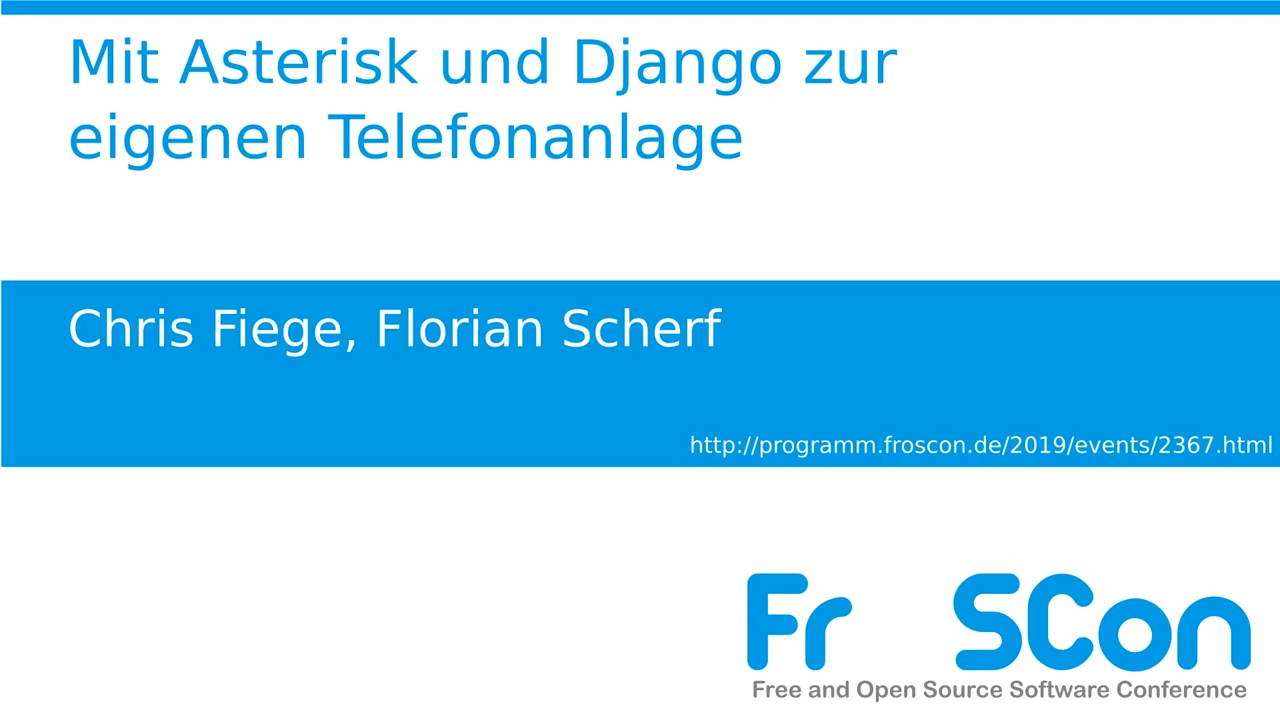 Mit Asterisk und Django zur
eigenen Telefonanlage
Chris Fiege, Florian Scherf
http://programm.froscon.de/2019/events/2367.html
Fr SCon
Free and Open Source Software Conference